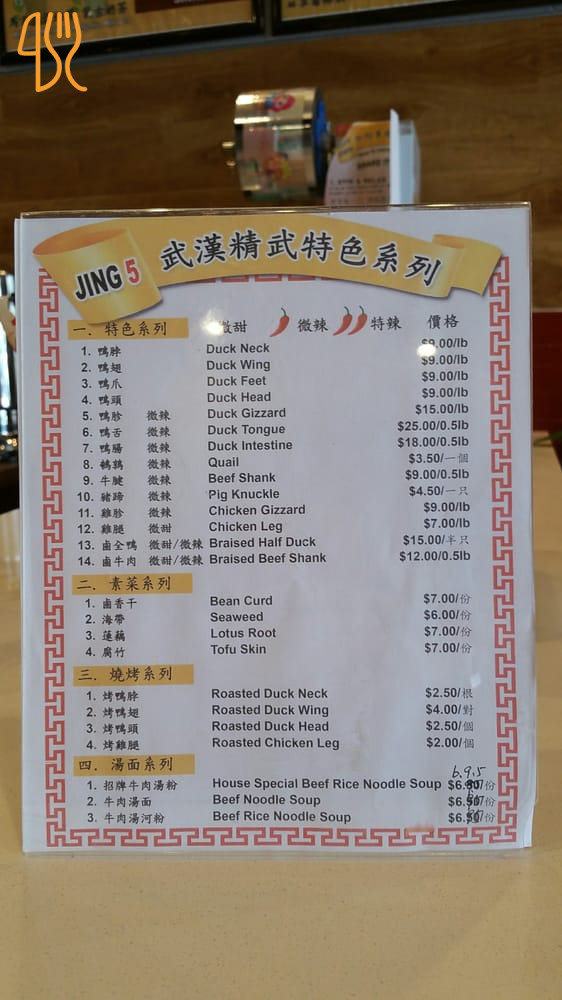 JING 5 武漢精武特色系列
一. 特色系列 微甜 微辣 特辣 價格
1. 鴨脖 Duck Neck $9.00/lb
2. 鴨翅 Duck Wing $9.00/lb
3. 鴨爪 Duck Feet $9.00/lb
4. 鴨頭 Duck Head $9.00/lb
5. 鴨胗 微辣 Duck Gizzard $15.00/lb
6. 鴨舌 微辣 Duck Tongue $25.00/0.5lb
7. 鴨腸 微辣 Duck Intestine $18.00/0.5lb
8. 鵪鶉 微辣 Quail $3.50/一個
9. 牛腱 微辣 Beef Shank $9.00/0.5lb
10. 豬蹄 微辣 Pig Knuckle $4.50/一只
11. 雞胗 微辣 Chicken Gizzard $9.00/lb
12. 雞腿 微甜 Chicken Leg $7.00/lb
13. 鹵全鴨 微甜/微辣 Braised Half Duck $15.00/半只
14. 鹵牛肉 微甜/微辣 Braised Beef Shank $12.00/0.5lb
二. 素菜系列
1. 鹵香干 Bean Curd $7.00/份
2. 海帶 Seaweed $6.00/份
3. 蓮藕 Lotus Root $7.00/份
4. 腐竹 Tofu Skin $7.00/份
三. 燒烤系列
1. 烤鴨脖 Roasted Duck Neck $2.50/根
2. 烤鴨翅 Roasted Duck Wing $4.00/對
3. 烤鴨頭 Roasted Duck Head $2.50/個
4. 烤雞腿 Roasted Chicken Leg $2.00/個
四. 湯面系列
6.95
1. 招牌牛肉湯粉 House Special Beef Rice Noodle Soup /份
2. 牛肉湯面 Beef Noodle Soup /份
3. 牛肉湯河粉 Beef Rice Noodle Soup /份